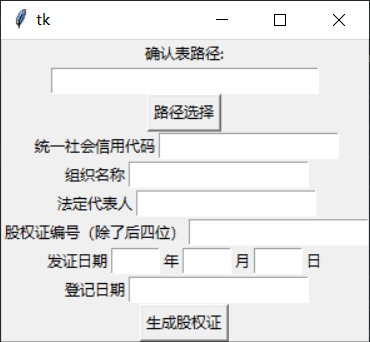 tk
确认表路径:
路径选择
统一社会信用代码
组织名称
法定代表人
股权证编号（除了后四位）
发证日期 年 月 日
登记日期
生成股权证